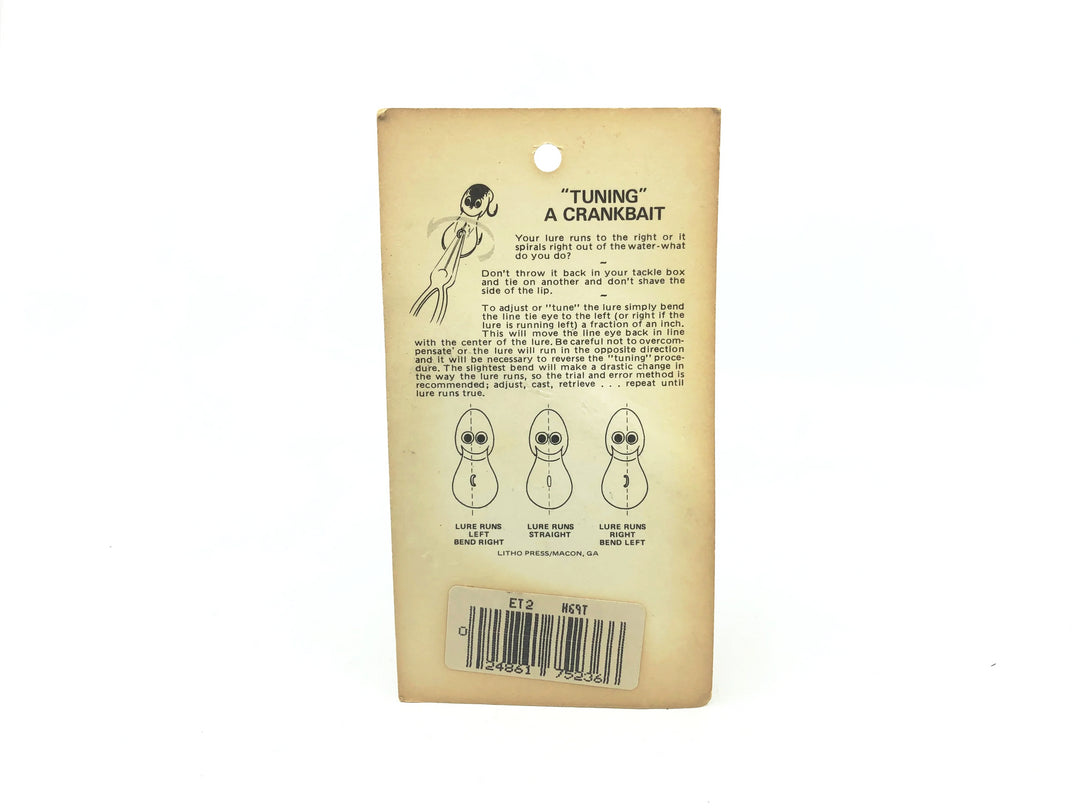 "TUNING"
A CRANKBAIT
Your lure runs to the right or it
spirals right out of the water-what
do you do?
~
Don't throw it back in your tackle box
and tie on another and don't shave the
side of the lip.
~
To adjust or "tune" the lure simply bend
the line tie eye to the left (or right if the
lure is running left) a fraction of an inch.
This will move the line eye back in line
with the center of the lure. Be careful not to overcom-
pensate or the lure will run in the opposite direction
and it will be necessary to reverse the "tuning" proce-
dure. The slightest bend will make a drastic change in
the way the lure runs, so the trial and error method is
recommended; adjust, cast, retrieve . . . repeat until
lure runs true.
LURE RUNS
LEFT
BEND RIGHT
LURE RUNS
STRAIGHT
LURE RUNS
RIGHT
BEND LEFT
LITHO PRESS/MACON, GA
ET2 H69T
0 24861 75236